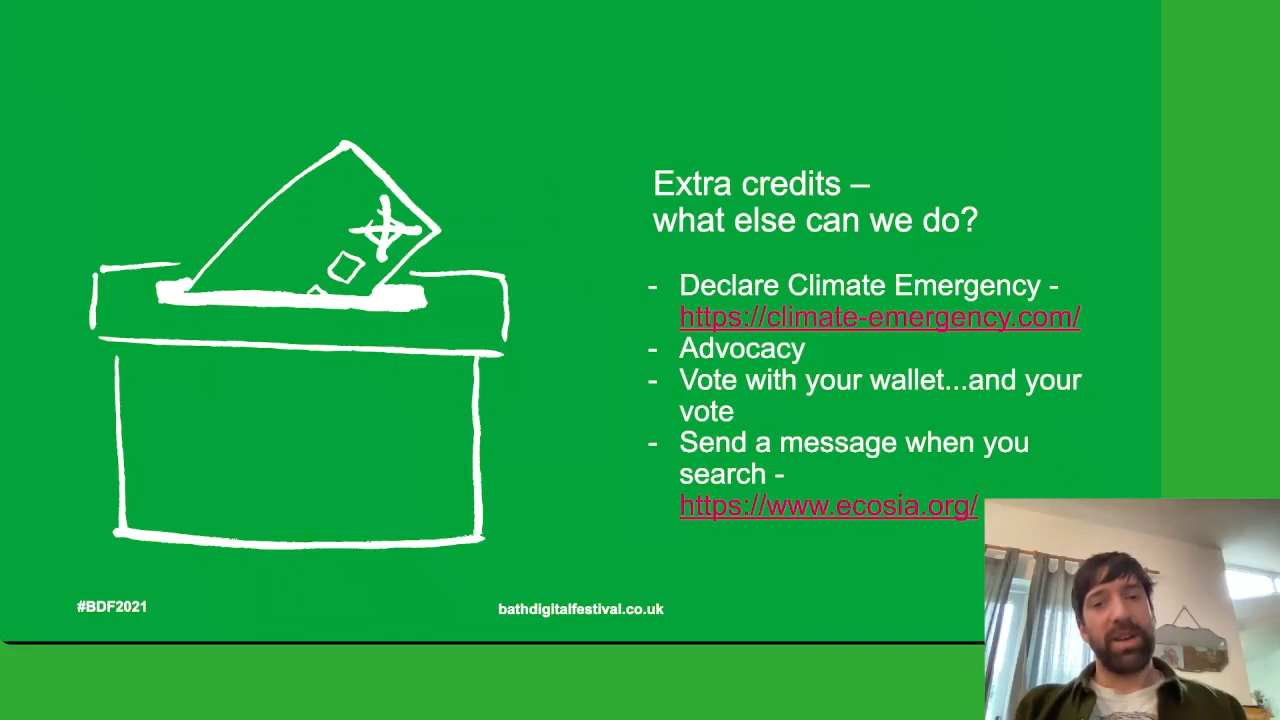 Extra credits –
what else can we do?
- Declare Climate Emergency -
https://climate-emergency.com/
- Advocacy
- Vote with your wallet...and your
vote
- Send a message when you
search -
https://www.ecosia.org/
#BDF2021
bathdigitalfestival.co.uk